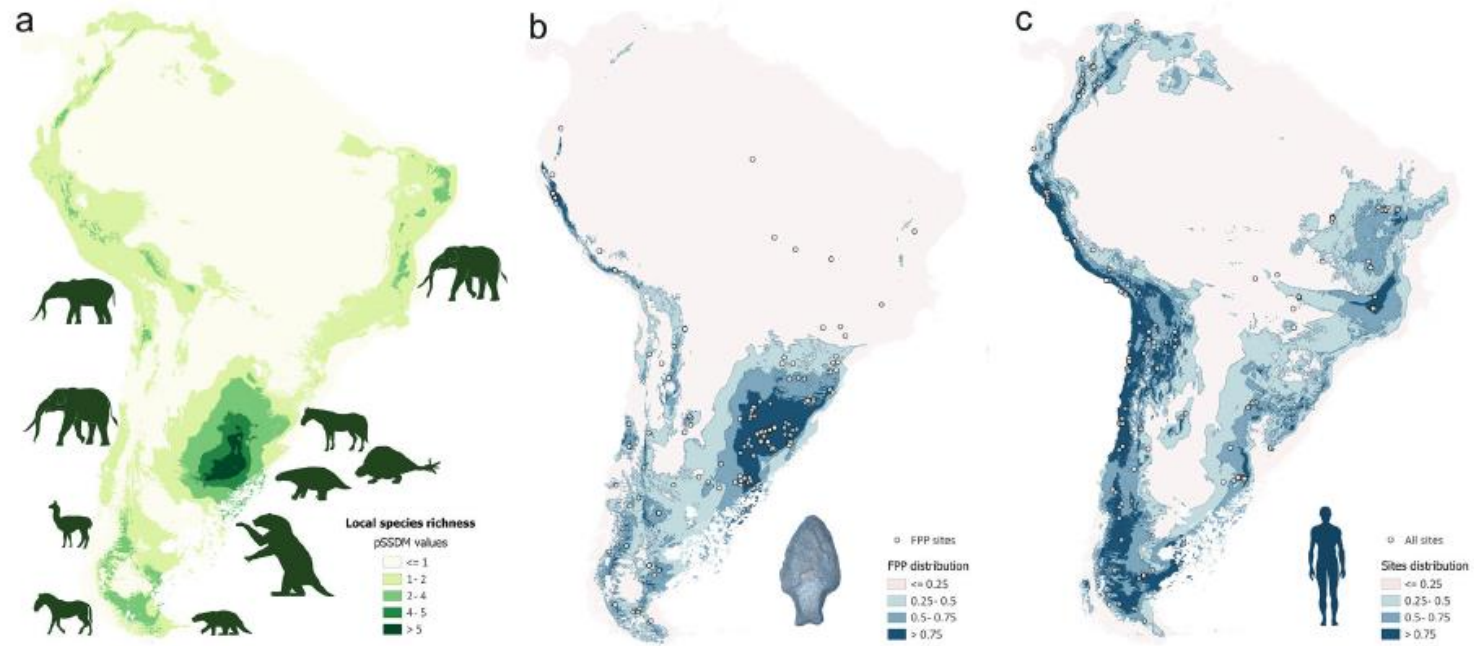 a
b
c
Local species richness
pSSDM values
<= 1
1 - 2
2 - 4
4 - 5
> 5
FPP sites
FPP distribution
<= 0.25
0.25- 0.5
0.5- 0.75
> 0.75
All sites
Sites distribution
<= 0.25
0.25- 0.5
0.5- 0.75
> 0.75